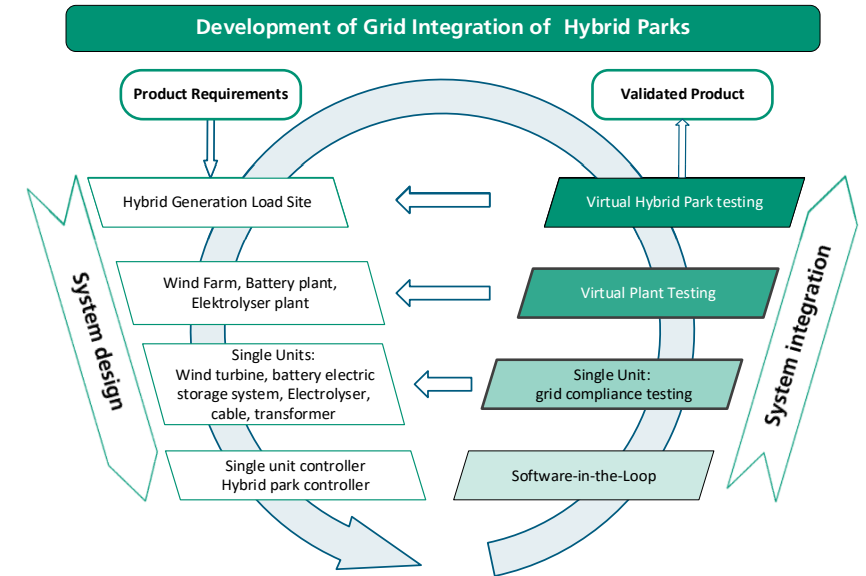 Development of Grid Integration of Hybrid Parks
Product Requirements
Validated Product
Hybrid Generation Load Site
Virtual Hybrid Park testing
Wind Farm, Battery plant,
Elektrolyser plant
Virtual Plant Testing
Single Units:
Wind turbine, battery electric
storage system, Electrolyser,
cable, transformer
Single Unit:
grid compliance testing
Single unit controller
Hybrid park controller
Software-in-the-Loop
System design
System integration